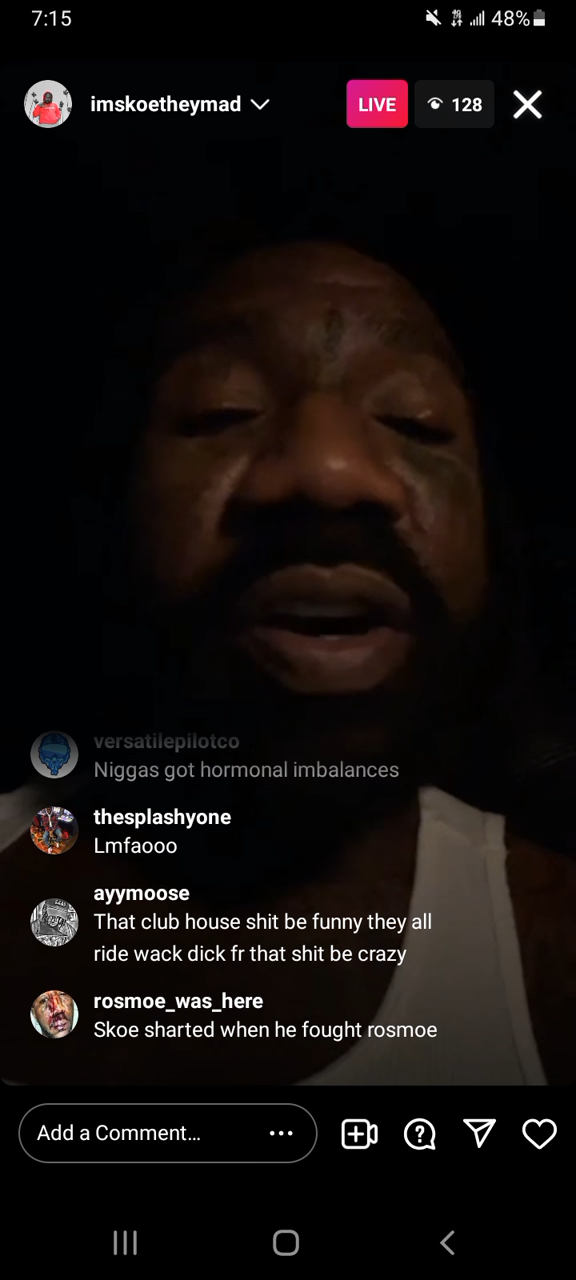 7:15
48%
imskoetheymad
LIVE
128
versatilepilotco
Niggas got hormonal imbalances
thesplashyone
Lmfaooo
ayymoose
That club house shit be funny they all
ride wack dick fr that shit be crazy
rosmoe_was_here
Skoe sharted when he fought rosmoe
Add a Comment...